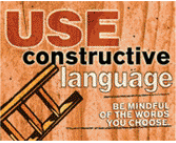 USE
constructive
language
BE MINDFUL
OF THE WORDS
YOU CHOOSE.